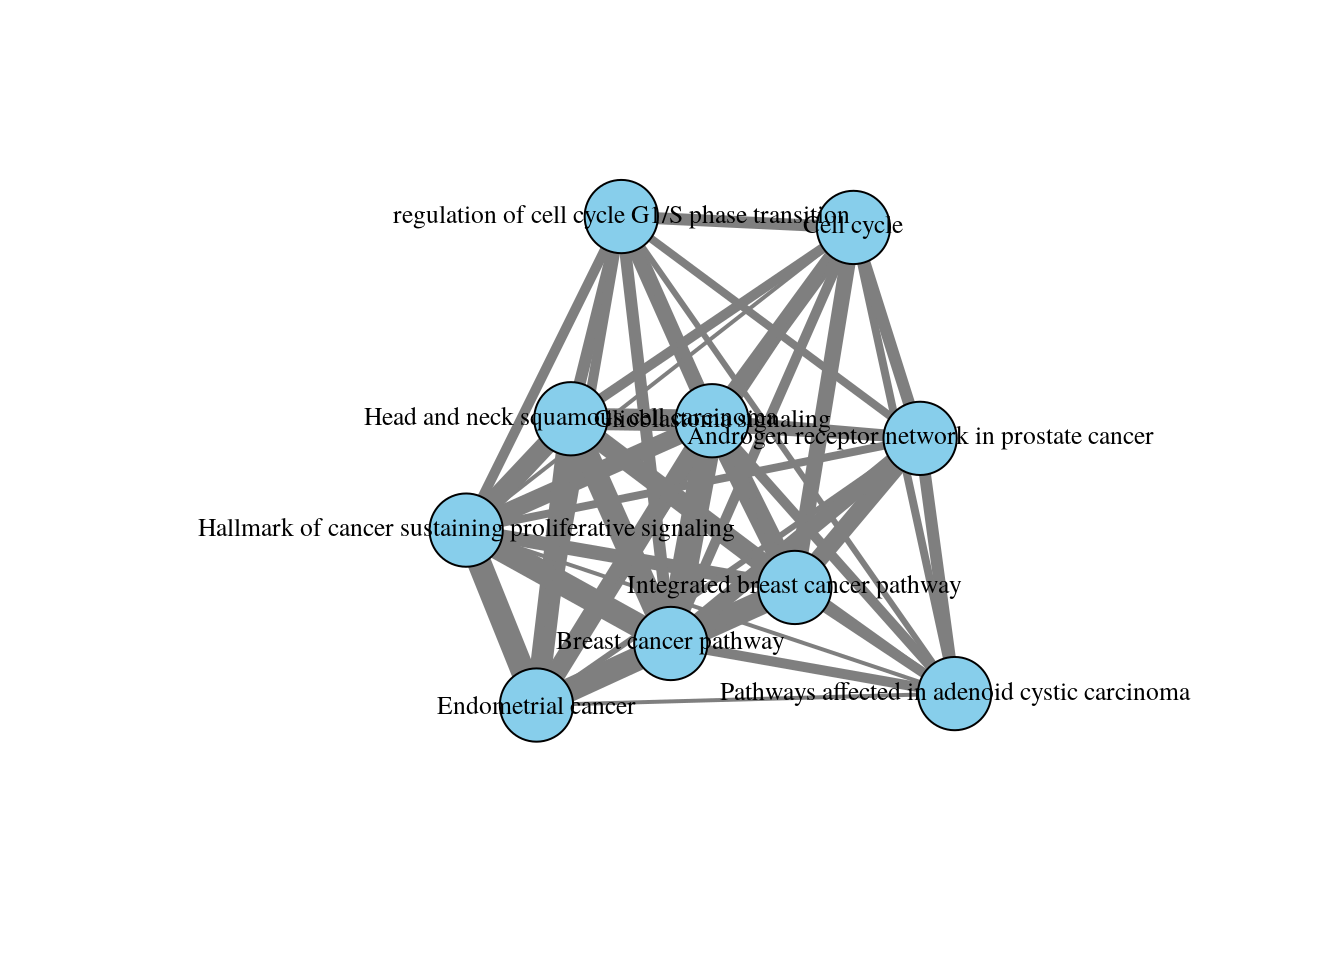 regulation of cell cycle G1/S phase transition
Cell cycle
Head and neck squamous cell carcinoma
Glioblastoma signaling
Androgen receptor network in prostate cancer
Hallmark of cancer sustaining proliferative signaling
Integrated breast cancer pathway
Breast cancer pathway
Pathways affected in adenoid cystic carcinoma
Endometrial cancer